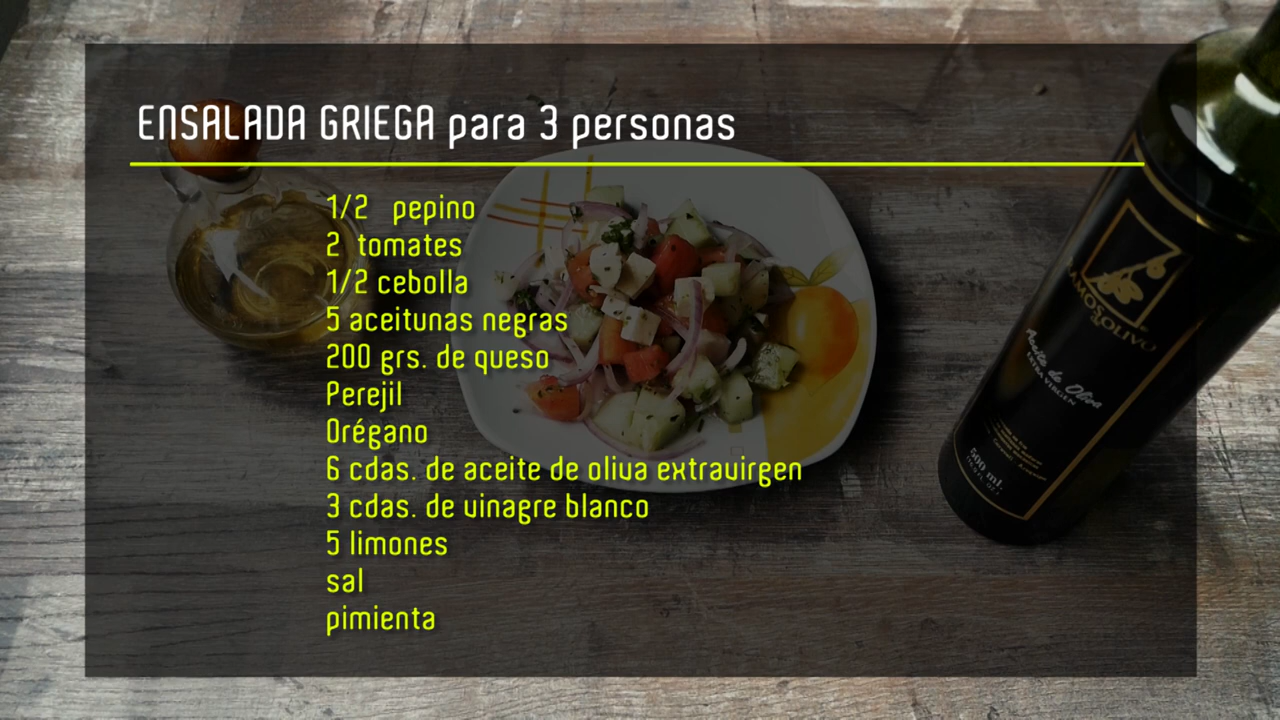 ENSALADA GRIEGA para 3 personas
1/2 pepino
2 tomates
1/2 cebolla
5 aceitunas negras
200 grs. de queso
Perejil
Orégano
6 cdas. de aceite de oliva extravirgen
3 cdas. de vinagre blanco
5 limones
sal
pimienta
RAMOSOLIVO
Aceite de Oliva
EXTRA VIRGEN
500 ml.